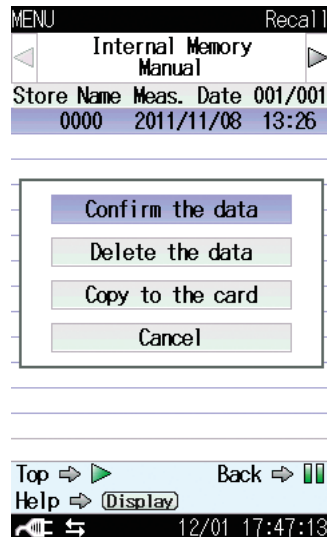 MENU Recall
Internal Memory
Manual
Store Name Meas. Date 001/001
0000 2011/11/08 13:26
Confirm the data
Delete the data
Copy to the card
Cancel
Top ⇨ ▷ Back ⇨ ▯▯
Help ⇨ (Display)
12/01 17:47:13